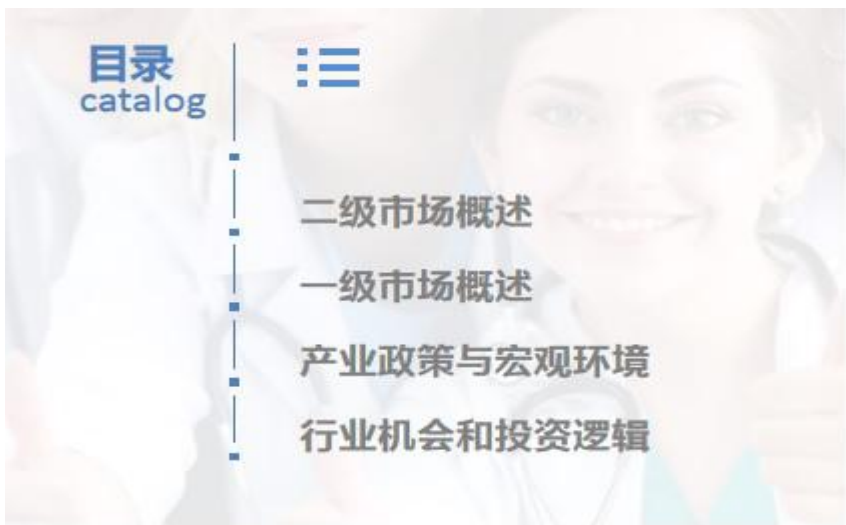 目录
catalog
二级市场概述
一级市场概述
产业政策与宏观环境
行业机会和投资逻辑